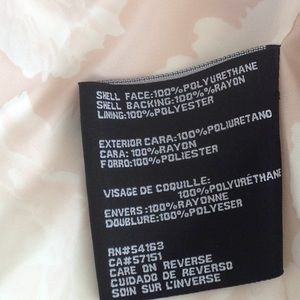 SHELL FACE:100%POLYURETHANE
SHELL BACKING:100%%RAYON
LINING:100%POLYESTER
EXTERIOR CARA:100%POLIURETANO
CARA: 100%RAYON
FORRO:100%POLIESTER
VISAGE DE COQUILLE:
100%POLYURÉTHANE
ENVERS :100%RAYONNE
DOUBLURE:100%POLYESER
RN#54163
CA#57151
CARE ON REVERSE
CUIDADO DE REVERSO
SOIN SUR L'INVERSE